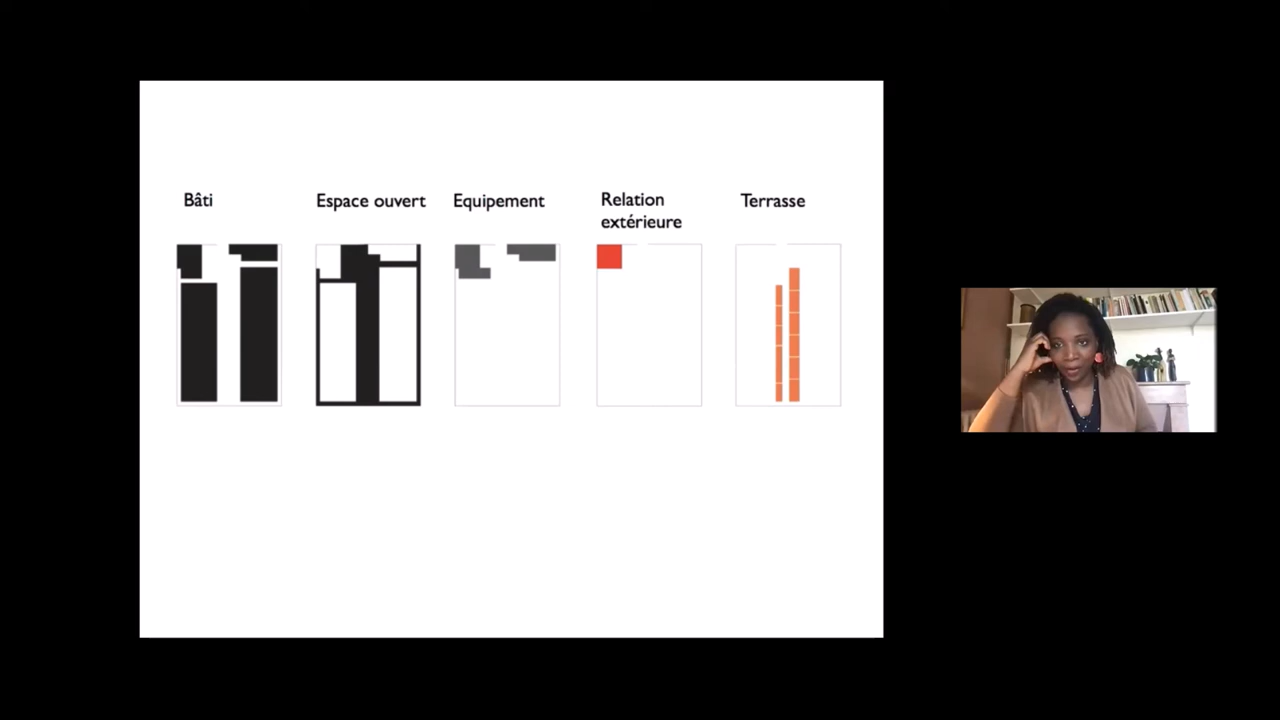 Bâti
Espace ouvert
Equipement
Relation
extérieure
Terrasse